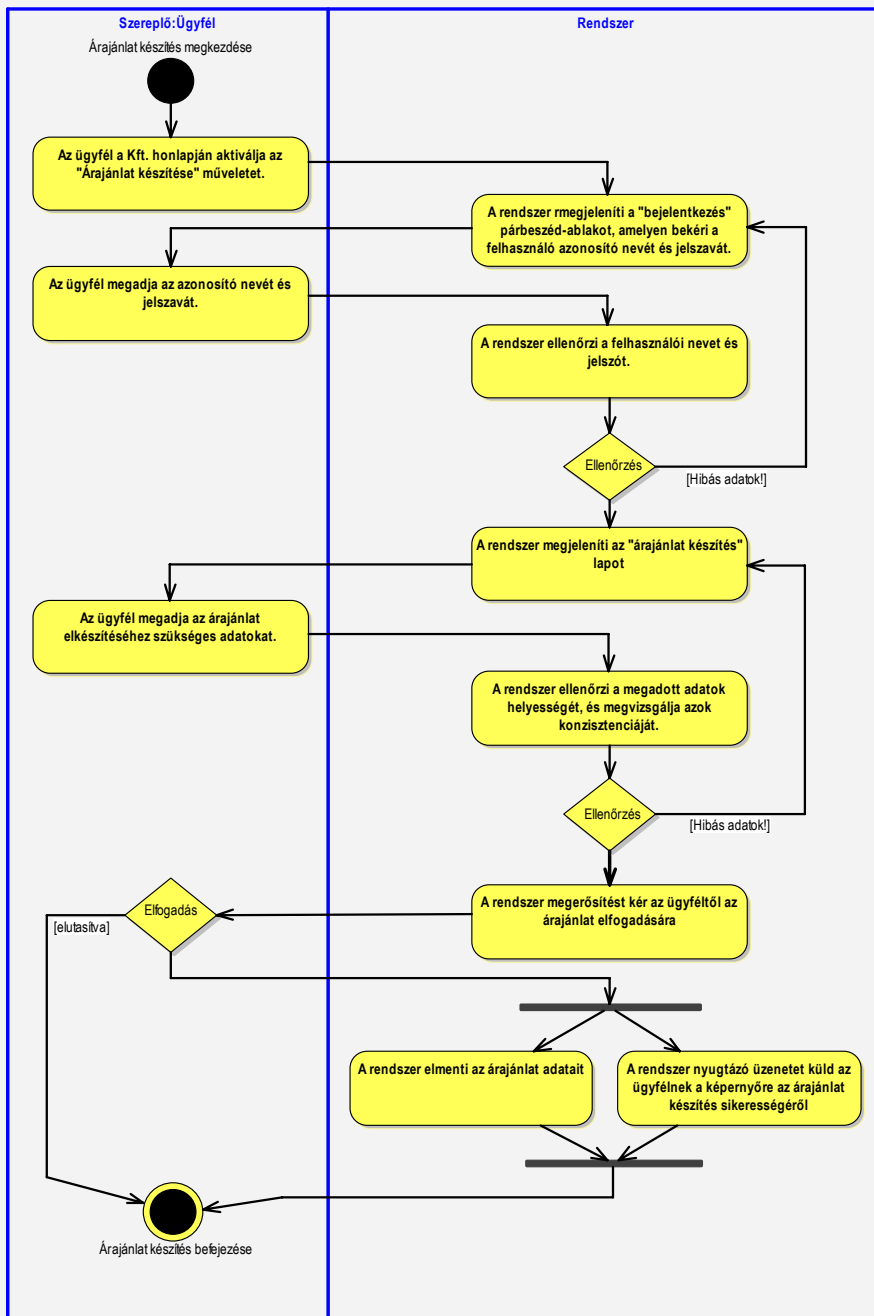 Szereplő:Ügyfél
Rendszer
Árajánlat készítés megkezdése
Az ügyfél a Kft. honlapján aktiválja az
"Árajánlat készítése" műveletet.
A rendszer rmegjeleníti a "bejelentkezés"
párbeszéd-ablakot, amelyen bekéri a
felhasználó azonosító nevét és jelszavát.
Az ügyfél megadja az azonosító nevét és
jelszavát.
A rendszer ellenőrzi a felhasználói nevet és
jelszót.
Ellenőrzés
[Hibás adatok!]
A rendszer megjeleníti az "árajánlat készítés"
lapot
Az ügyfél megadja az árajánlat
elkészítéséhez szükséges adatokat.
A rendszer ellenőrzi a megadott adatok
helyességét, és megvizsgálja azok
konzisztenciáját.
Ellenőrzés
[Hibás adatok!]
A rendszer megerősítést kér az ügyféltől az
árajánlat elfogadására
Elfogadás
[elutasítva]
A rendszer elmenti az árajánlat adatait
A rendszer nyugtázó üzenetet küld az
ügyfélnek a képernyőre az árajánlat
készítés sikerességéről
Árajánlat készítés befejezése